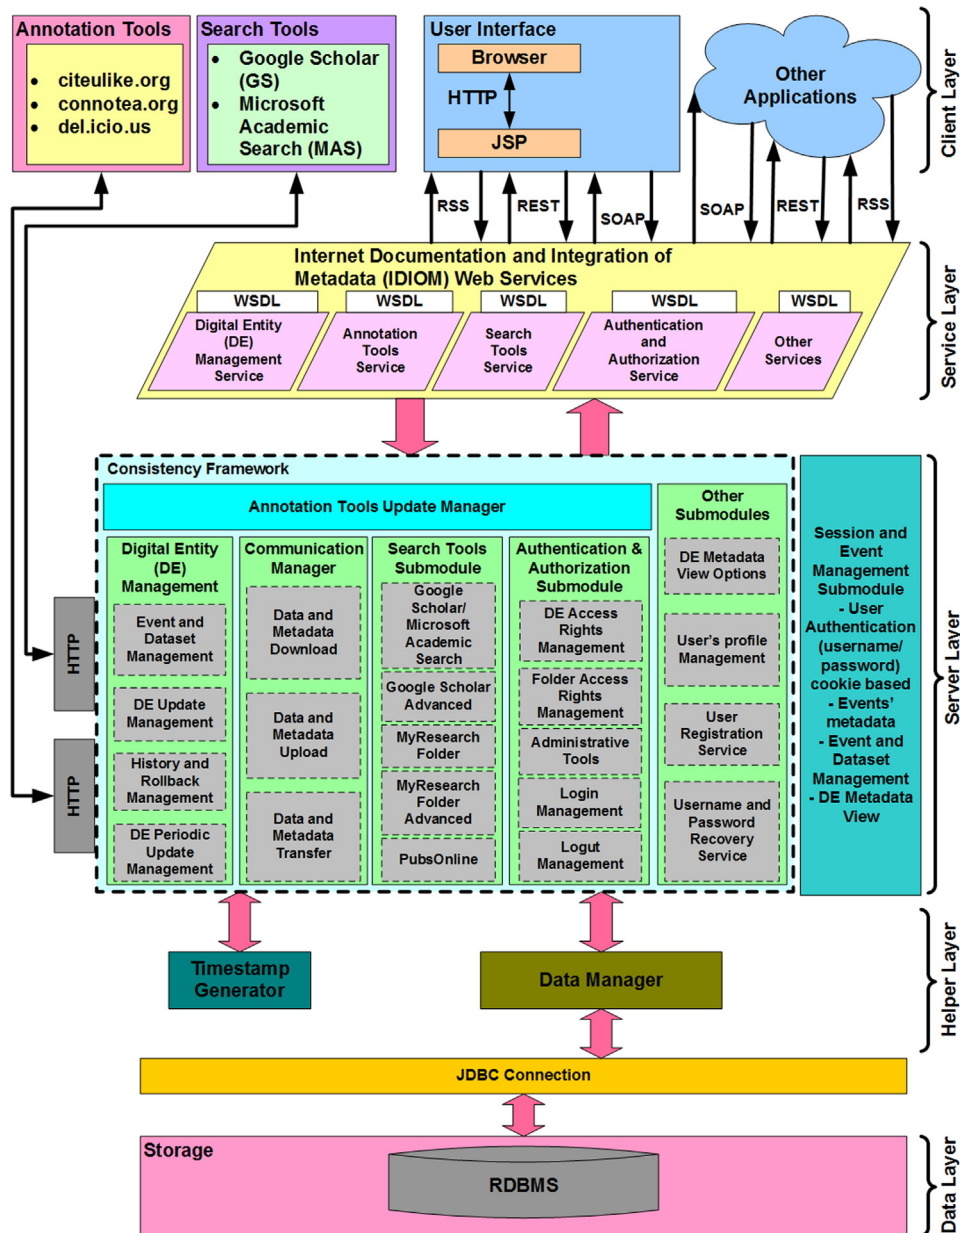 Annotation Tools
• citeulike.org
• connotea.org
• del.icio.us
Search Tools
• Google Scholar
(GS)
• Microsoft
Academic
Search (MAS)
User Interface
Browser
HTTP
JSP
Other
Applications
Client Layer
RSS
REST
SOAP
SOAP
REST
RSS
Internet Documentation and Integration of
Metadata (IDIOM) Web Services
WSDL
WSDL
WSDL
WSDL
WSDL
Digital Entity
(DE)
Management
Service
Annotation
Tools
Service
Search
Tools
Service
Authentication
and
Authorization
Service
Other
Services
Service Layer
Consistency Framework
Annotation Tools Update Manager
Digital Entity
(DE)
Management
Event and
Dataset
Management
DE Update
Management
History and
Rollback
Management
DE Periodic
Update
Management
Communication
Manager
Data and
Metadata
Download
Data and
Metadata
Upload
Data and
Metadata
Transfer
Search Tools
Submodule
Google
Scholar/
Microsoft
Academic
Search
Google Scholar
Advanced
MyResearch
Folder
MyResearch
Folder
Advanced
PubsOnline
Authentication &
Authorization
Submodule
DE Access
Rights
Management
Folder Access
Rights
Management
Administrative
Tools
Login
Management
Logut
Management
Other
Submodules
DE Metadata
View Options
User's profile
Management
User
Registration
Service
Username and
Password
Recovery
Service
Session and
Event
Management
Submodule
- User
Authentication
(username/
password)
cookie based
- Events'
metadata
- Event and
Dataset
Management
- DE Metadata
View
HTTP
HTTP
Server Layer
Timestamp
Generator
Data Manager
Helper Layer
JDBC Connection
Storage
RDBMS
Data Layer